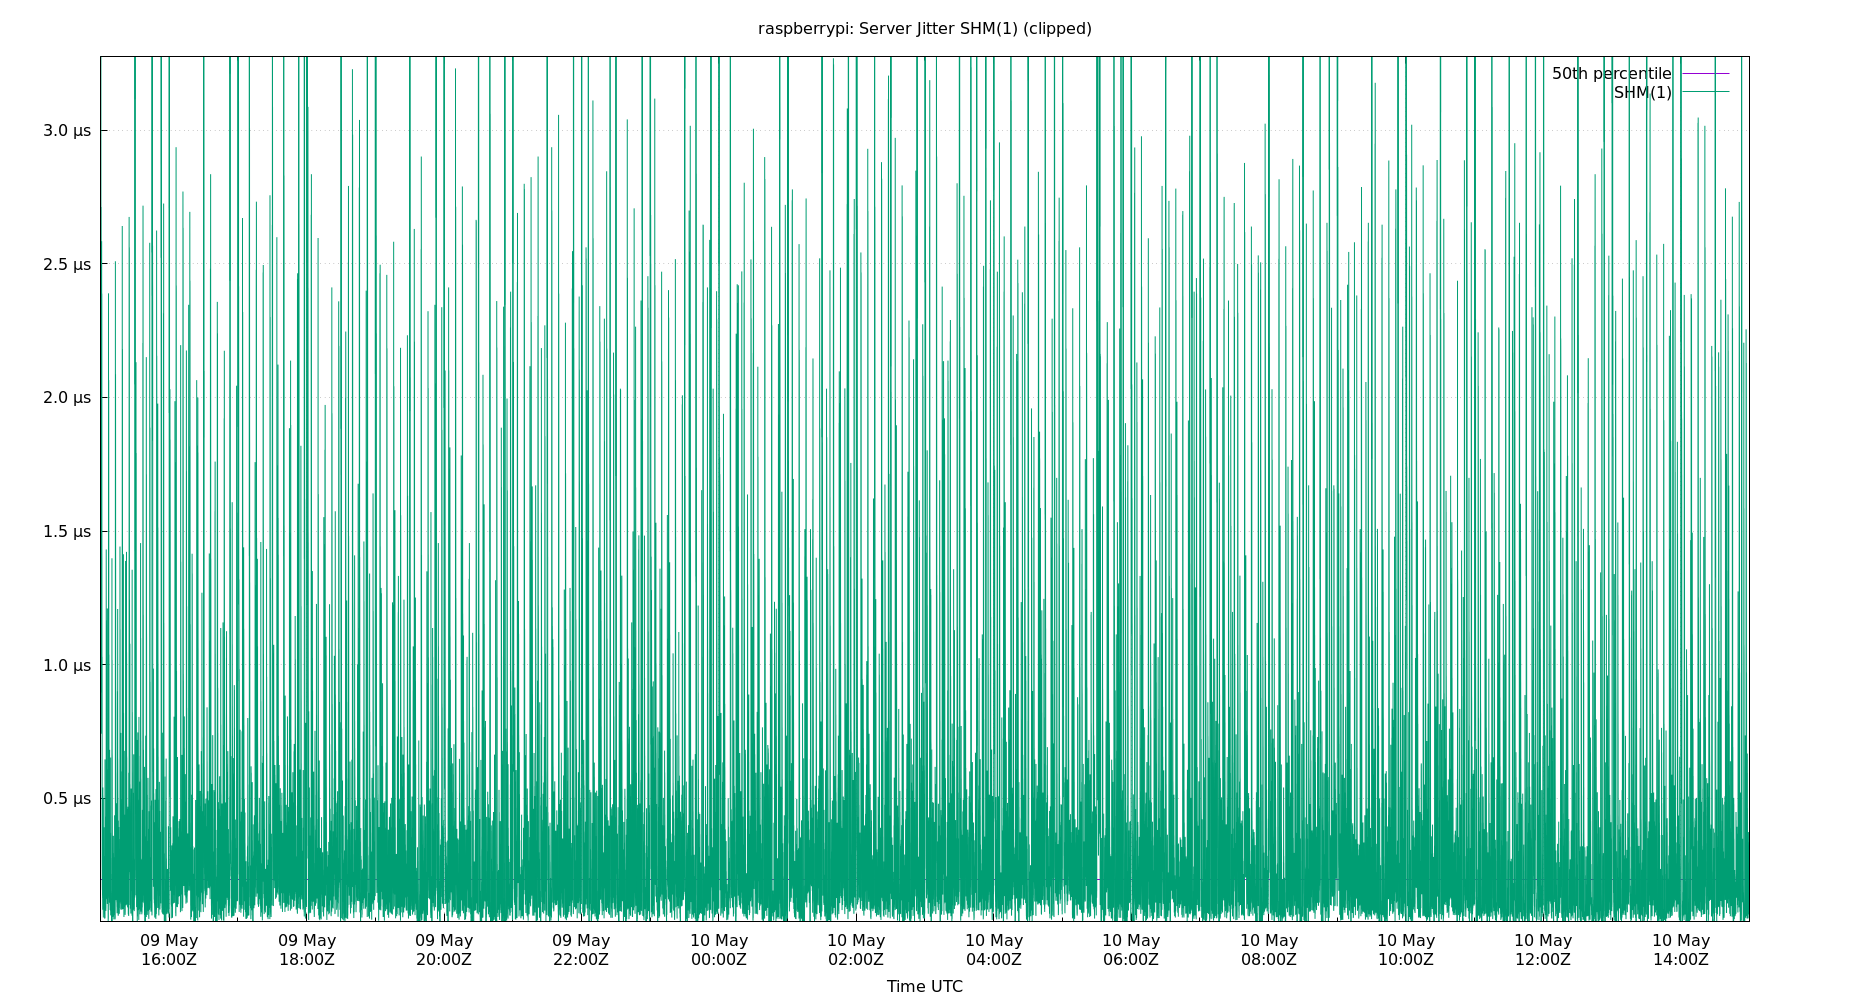 raspberrypi: Server Jitter SHM(1) (clipped)
50th percentile
SHM(1)
3.0 µs
2.5 µs
2.0 µs
1.5 µs
1.0 µs
0.5 µs
09 May 09 May 09 May 09 May 10 May 10 May 10 May 10 May 10 May 10 May 10 May 10 May
16:00Z 18:00Z 20:00Z 22:00Z 00:00Z 02:00Z 04:00Z 06:00Z 08:00Z 10:00Z 12:00Z 14:00Z
Time UTC